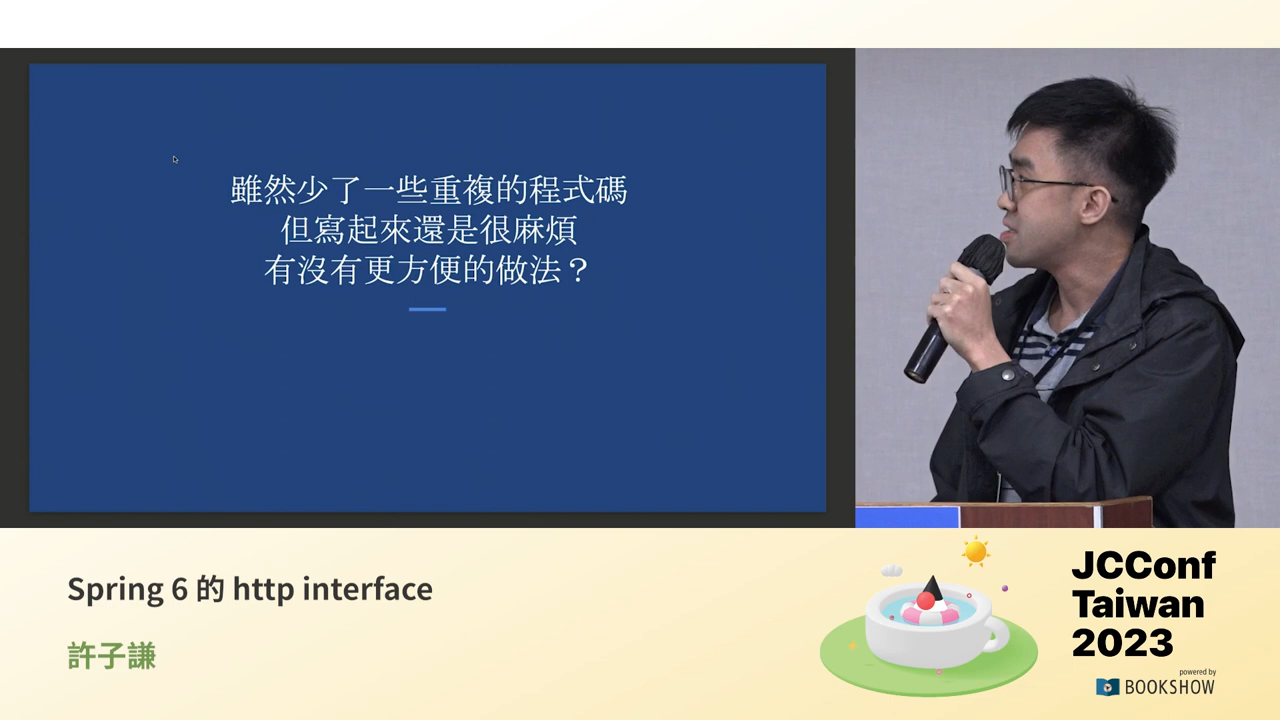 雖然少了一些重複的程式碼
但寫起來還是很麻煩
有沒有更方便的做法？
Spring 6 的 http interface
許子謙
JCConf
Taiwan
2023
powered by
BOOKSHOW